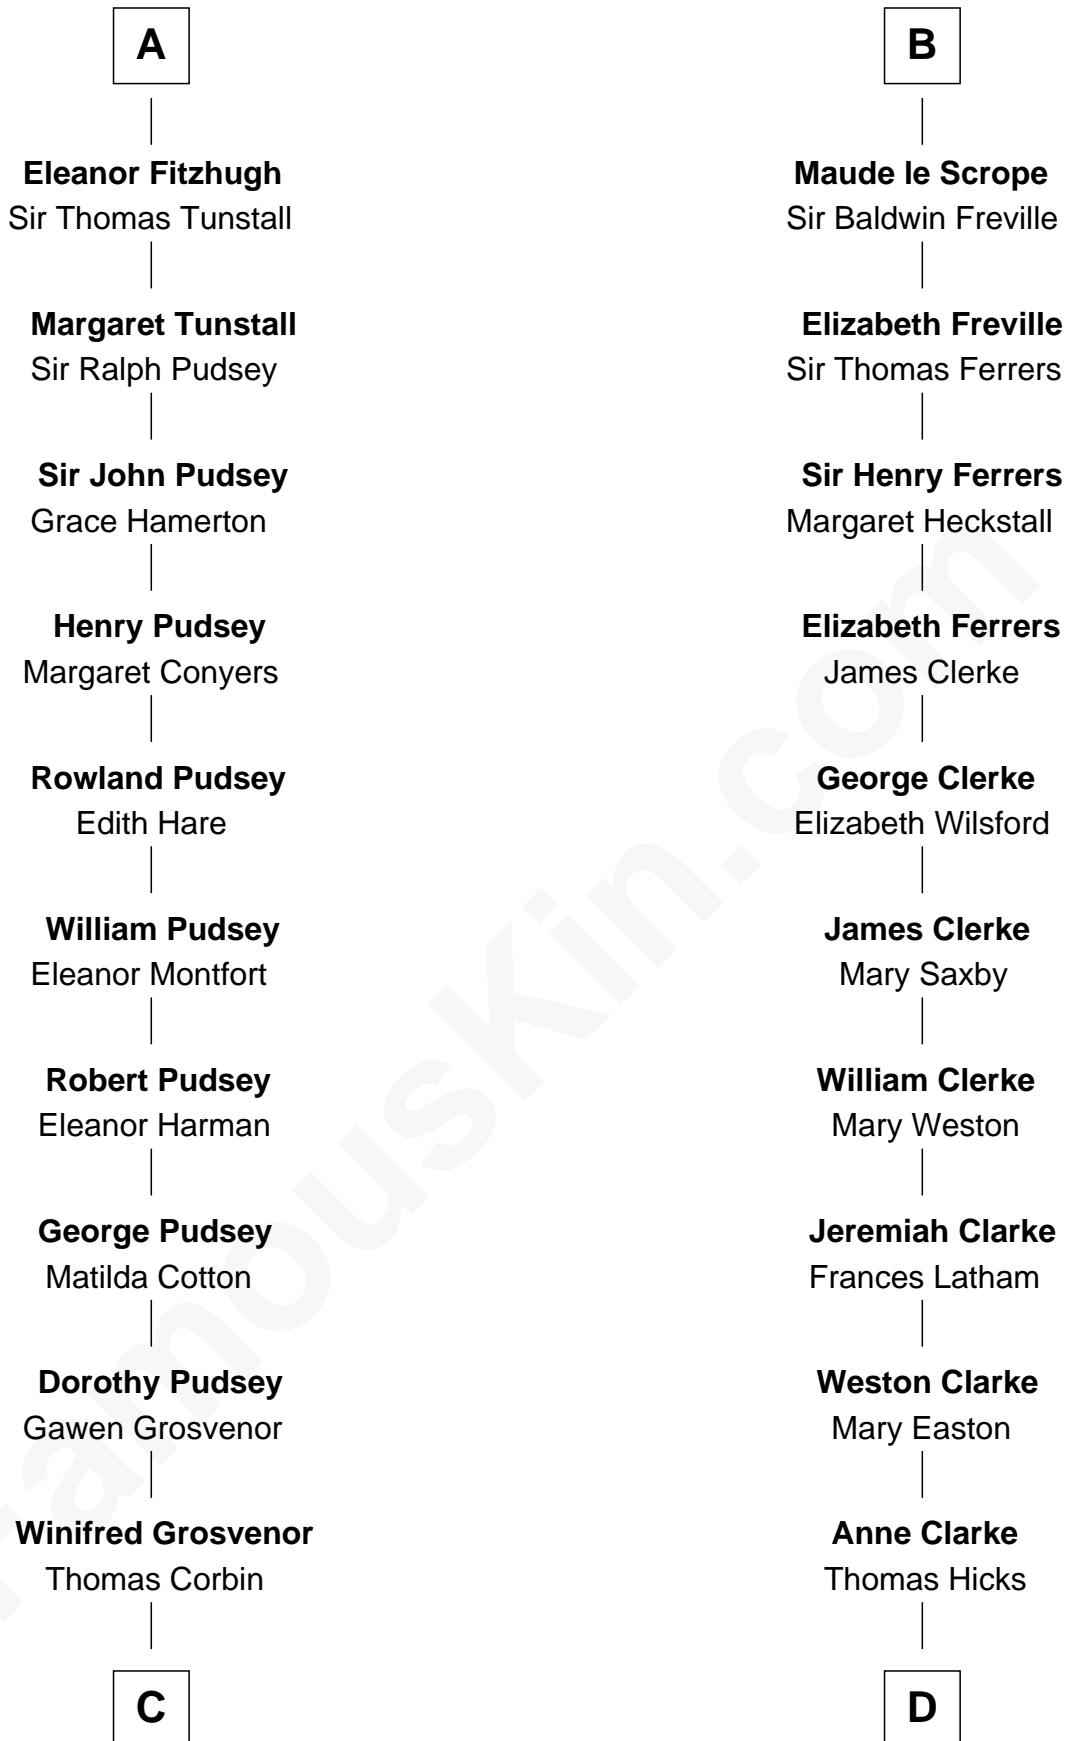 A
Eleanor Fitzhugh
Sir Thomas Tunstall
Margaret Tunstall
Sir Ralph Pudsey
Sir John Pudsey
Grace Hamerton
Henry Pudsey
Margaret Conyers
Rowland Pudsey
Edith Hare
William Pudsey
Eleanor Montfort
Robert Pudsey
Eleanor Harman
George Pudsey
Matilda Cotton
Dorothy Pudsey
Gawen Grosvenor
Winifred Grosvenor
Thomas Corbin
C
B
Maude le Scrope
Sir Baldwin Freville
Elizabeth Freville
Sir Thomas Ferrers
Sir Henry Ferrers
Margaret Heckstall
Elizabeth Ferrers
James Clerke
George Clerke
Elizabeth Wilsford
James Clerke
Mary Saxby
William Clerke
Mary Weston
Jeremiah Clarke
Frances Latham
Weston Clarke
Mary Easton
Anne Clarke
Thomas Hicks
D
FamousKin.com